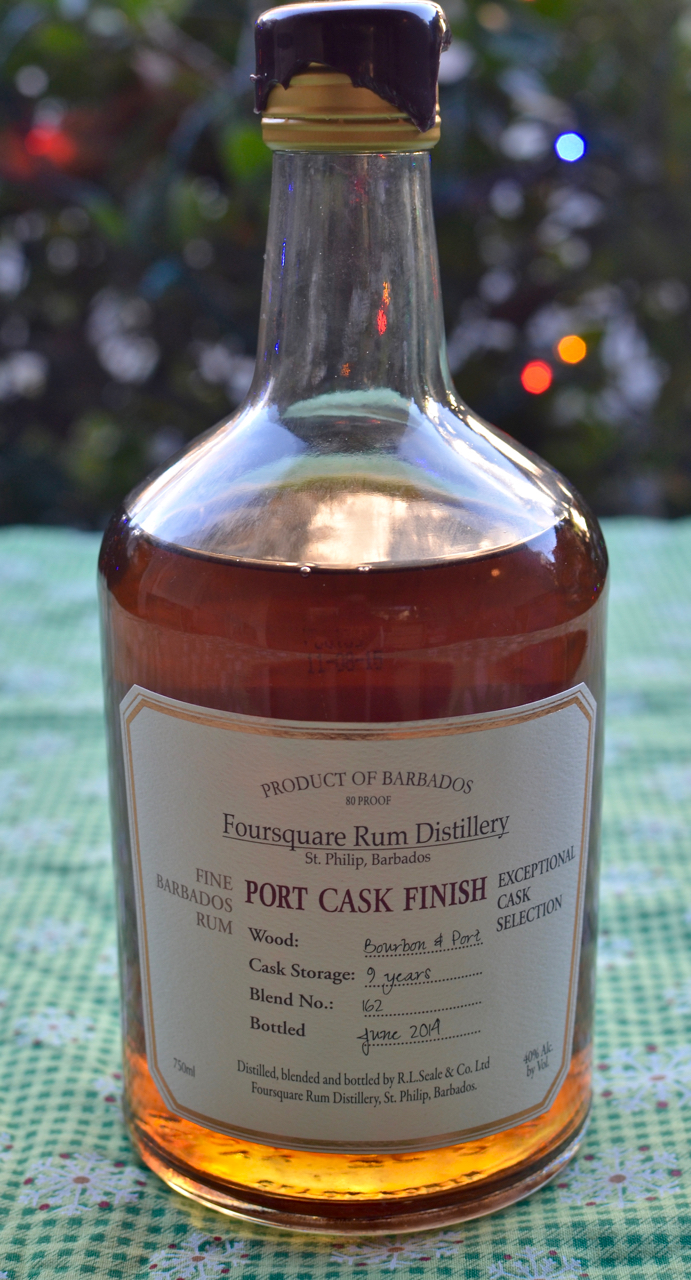 PRODUCT OF BARBADOS
80 PROOF
Foursquare Rum Distillery
St. Philip, Barbados
FINE
BARBADOS
RUM
PORT CASK FINISH
EXCEPTIONAL
CASK
SELECTION
Wood: Bourbon & Port
Cask Storage: 9 years
Blend No.: 162
Bottled June 2014
750ml
Distilled, blended and bottled by R.L.Seale & Co. Ltd
Foursquare Rum Distillery, St. Philip, Barbados.
40% Alc.
by Vol.